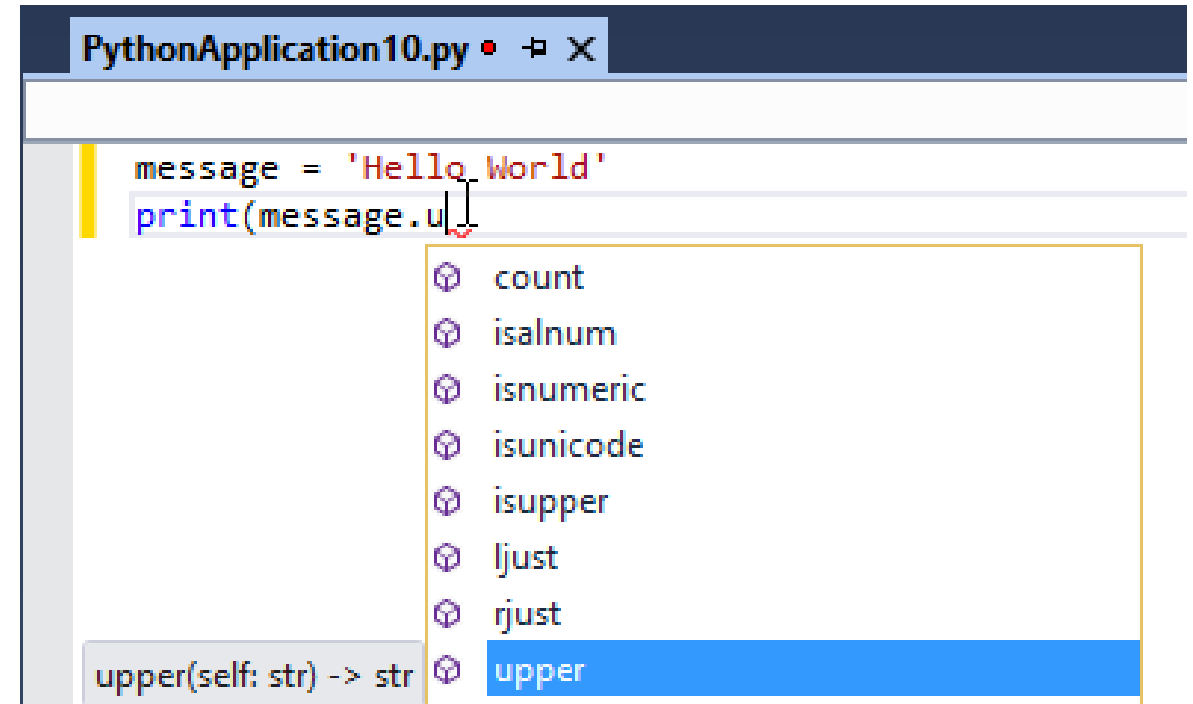 PythonApplication10.py
message = 'Hello World'
print(message.u
count
isalnum
isnumeric
isunicode
isupper
ljust
rjust
upper(self: str) -> str
upper